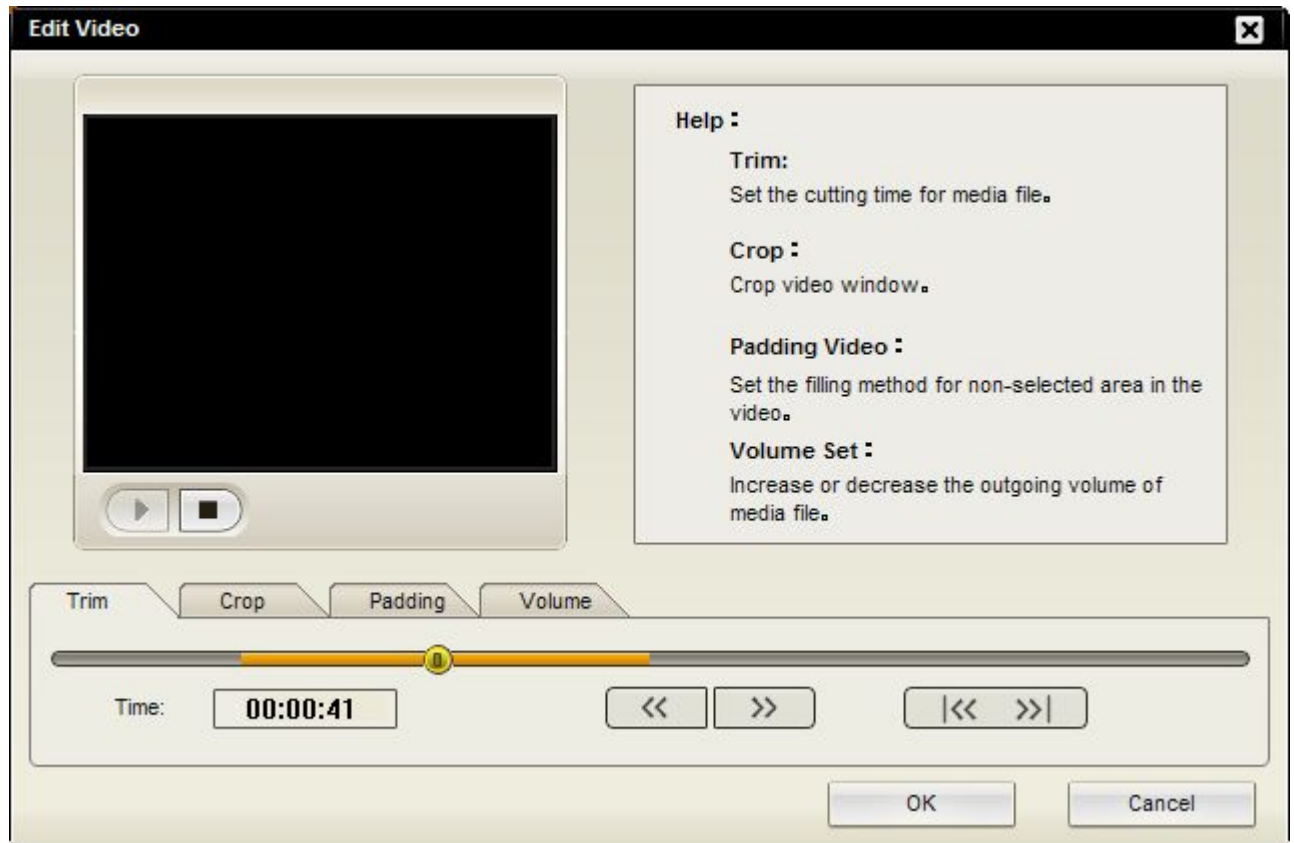 Edit Video
Help：
Trim:
Set the cutting time for media file。
Crop：
Crop video window。
Padding Video：
Set the filling method for non-selected area in the
video。
Volume Set：
Increase or decrease the outgoing volume of
media file。
Trim Crop Padding Volume
Time: 00:00:41 << >> |<< >>|
OK Cancel